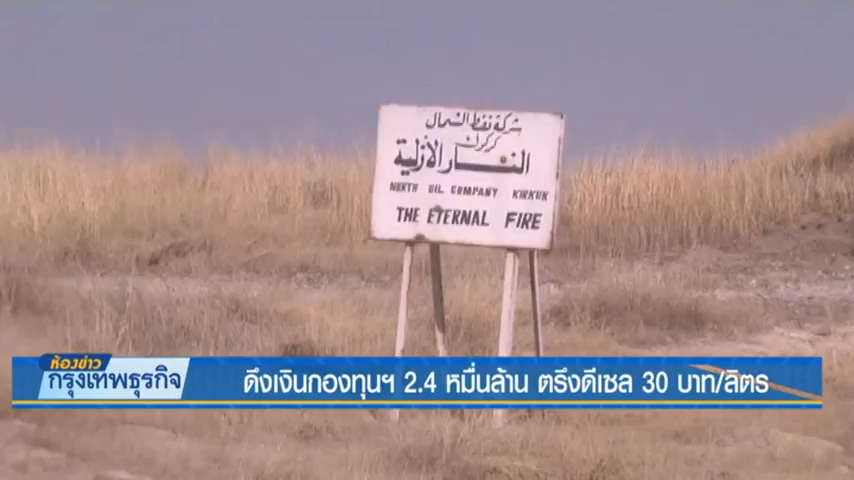 شركة نفط الشمال
كركوك
النار الأزلية
NORTH OIL COMPANY KIRKUK
THE ETERNAL FIRE
ห้องข่าว
กรุงเทพธุรกิจ
ดึงเงินกองทุนฯ 2.4 หมื่นล้าน ตรึงดีเซล 30 บาท/ลิตร